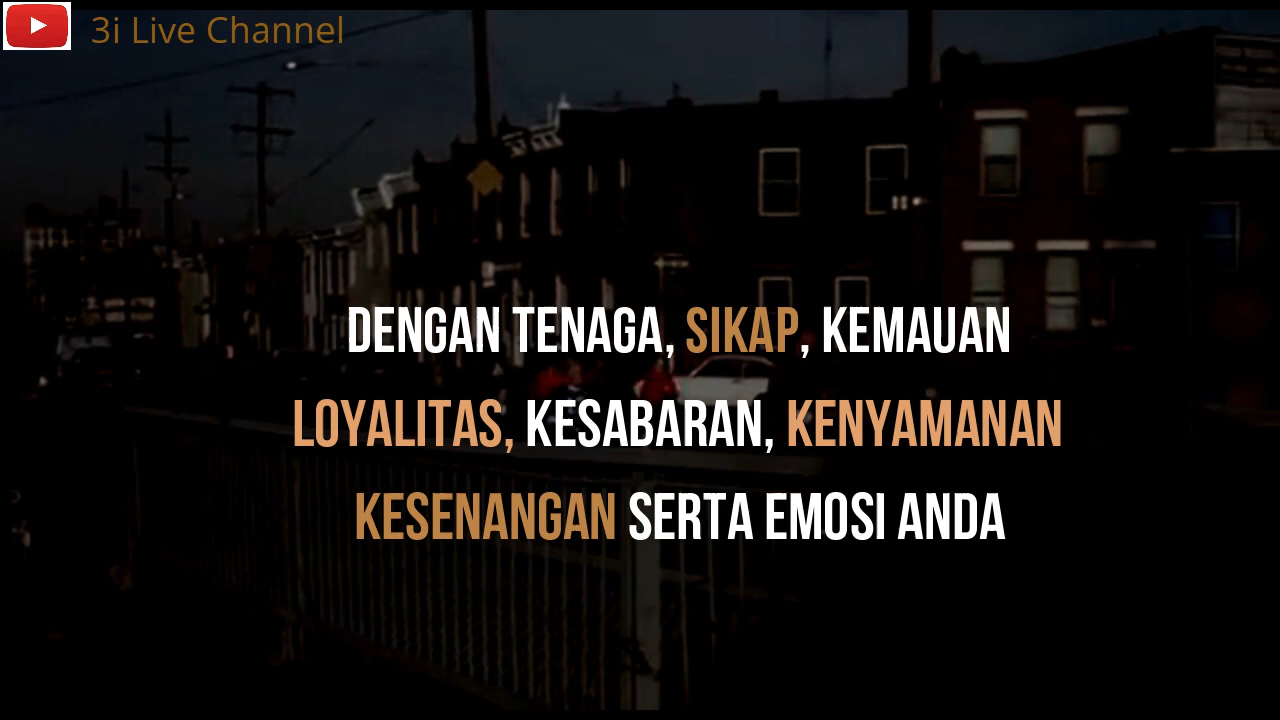 3i Live Channel
DENGAN TENAGA, SIKAP, KEMAUAN
LOYALITAS, KESABARAN, KENYAMANAN
KESENANGAN SERTA EMOSI ANDA